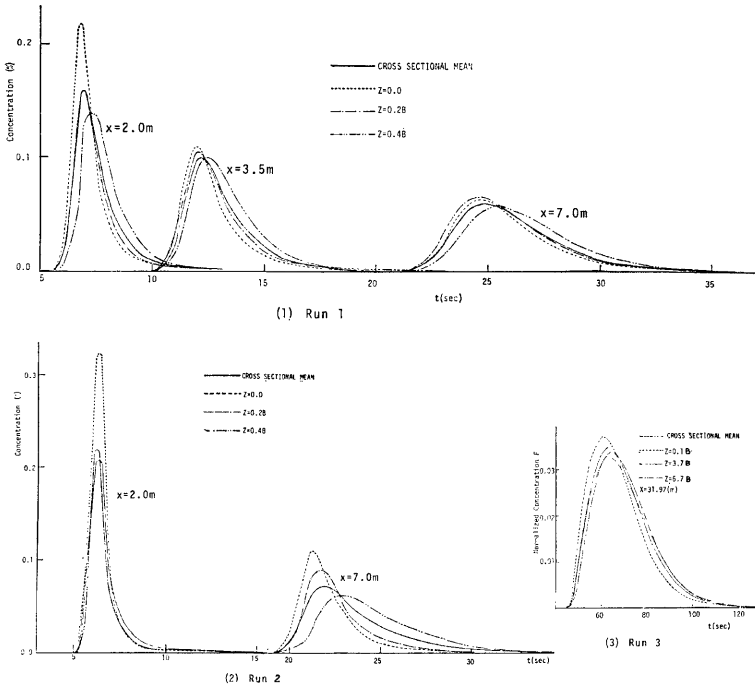 0.2
0.1
0.0
Concentration (%)
CROSS SECTIONAL MEAN
Z=0.0
Z=0.2B
Z=0.4B
x=2.0m
x=3.5m
x=7.0m
5
10
15
20
25
30
35
t(sec)
(1) Run 1
0.3
0.2
0.1
0.0
Concentration
CROSS SECTIONAL MEAN
Z=0.0
Z=0.2B
Z=0.4B
x=2.0m
x=7.0m
5
10
15
20
25
30
t(sec)
(2) Run 2
Normalized Concentration F
CROSS SECTIONAL MEAN
Z=0.1B
Z=3.7B
Z=6.7B
X=31.97(m)
60
80
100
120
t(sec)
(3) Run 3